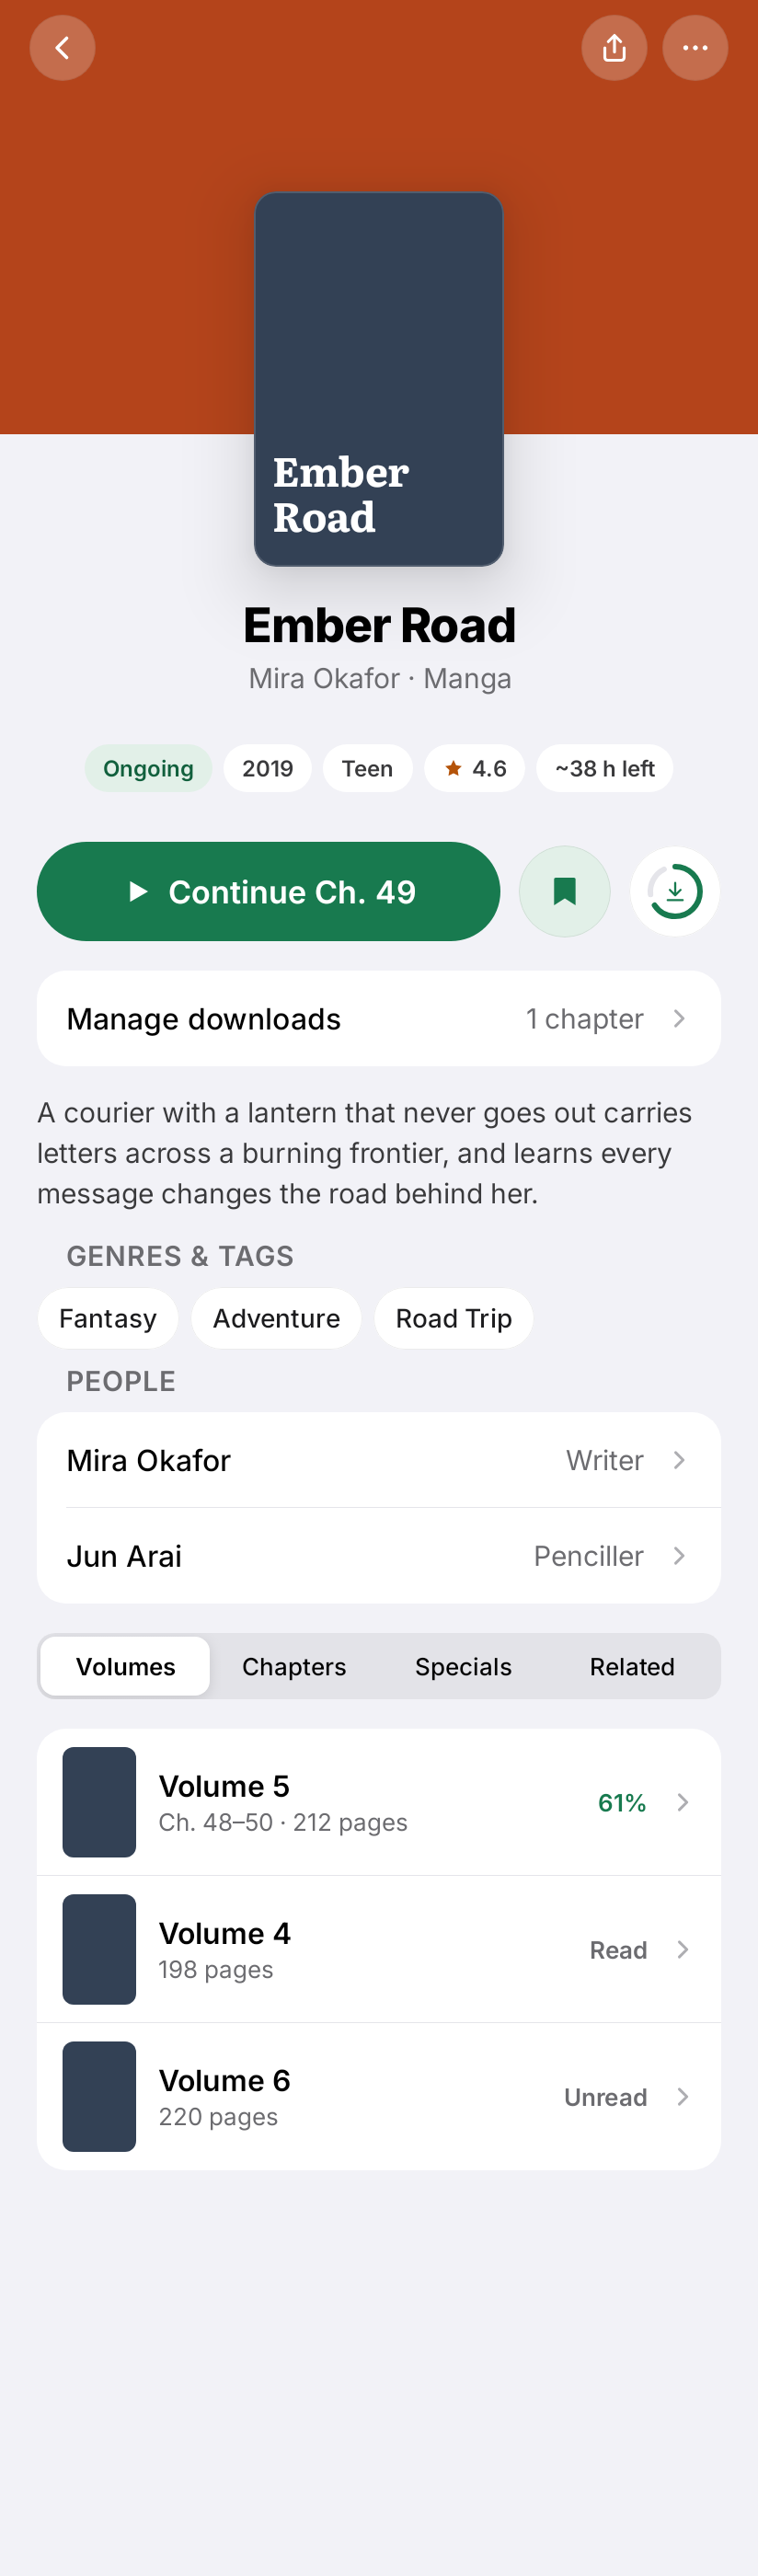 Ember
Road
Ember Road
Mira Okafor · Manga
Ongoing 2019 Teen ★ 4.6 ~38 h left
Continue Ch. 49
Manage downloads 1 chapter
A courier with a lantern that never goes out carries
letters across a burning frontier, and learns every
message changes the road behind her.
GENRES & TAGS
Fantasy Adventure Road Trip
PEOPLE
Mira Okafor Writer
Jun Arai Penciller
Volumes Chapters Specials Related
Volume 5
Ch. 48–50 · 212 pages
61%
Volume 4
198 pages
Read
Volume 6
220 pages
Unread